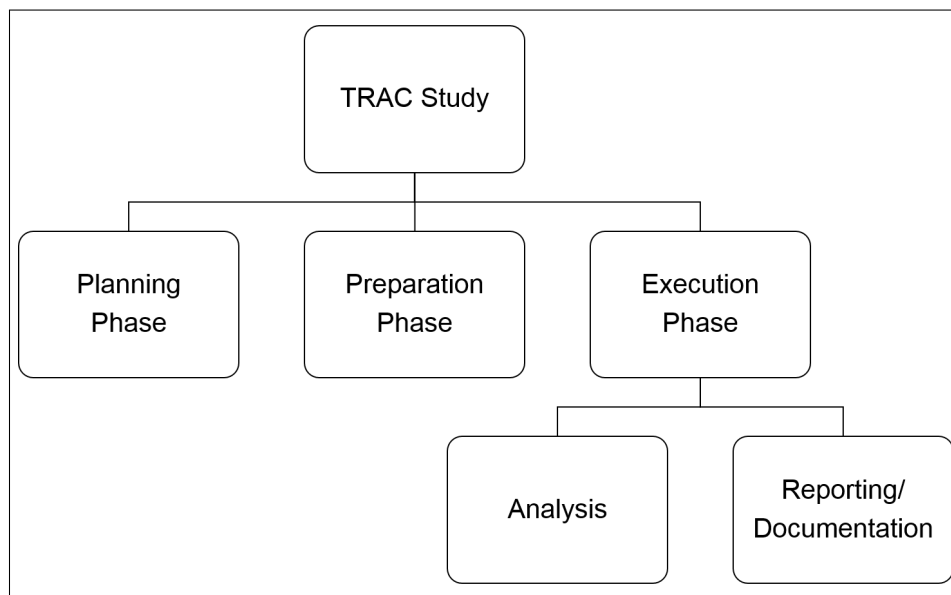 TRAC Study
Planning
Phase
Preparation
Phase
Execution
Phase
Analysis
Reporting/
Documentation